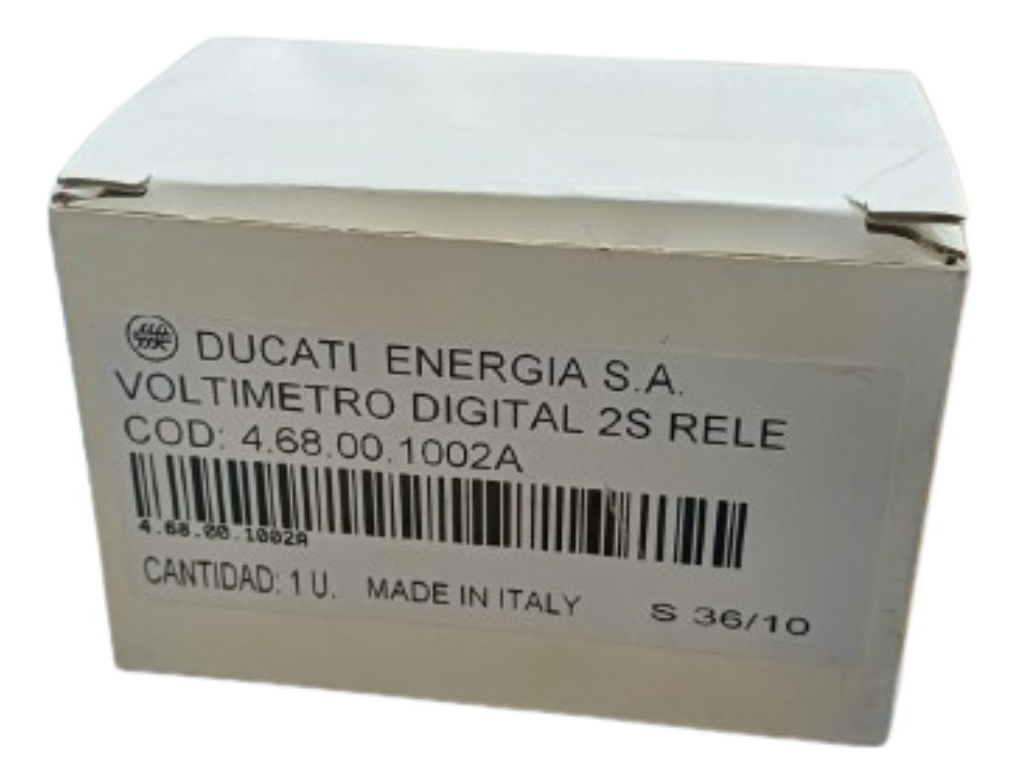 DUCATI ENERGIA S.A.
VOLTIMETRO DIGITAL 2S RELE
COD: 4.68.00.1002A
4.68.00.1002A
CANTIDAD: 1 U. MADE IN ITALY S 36/10